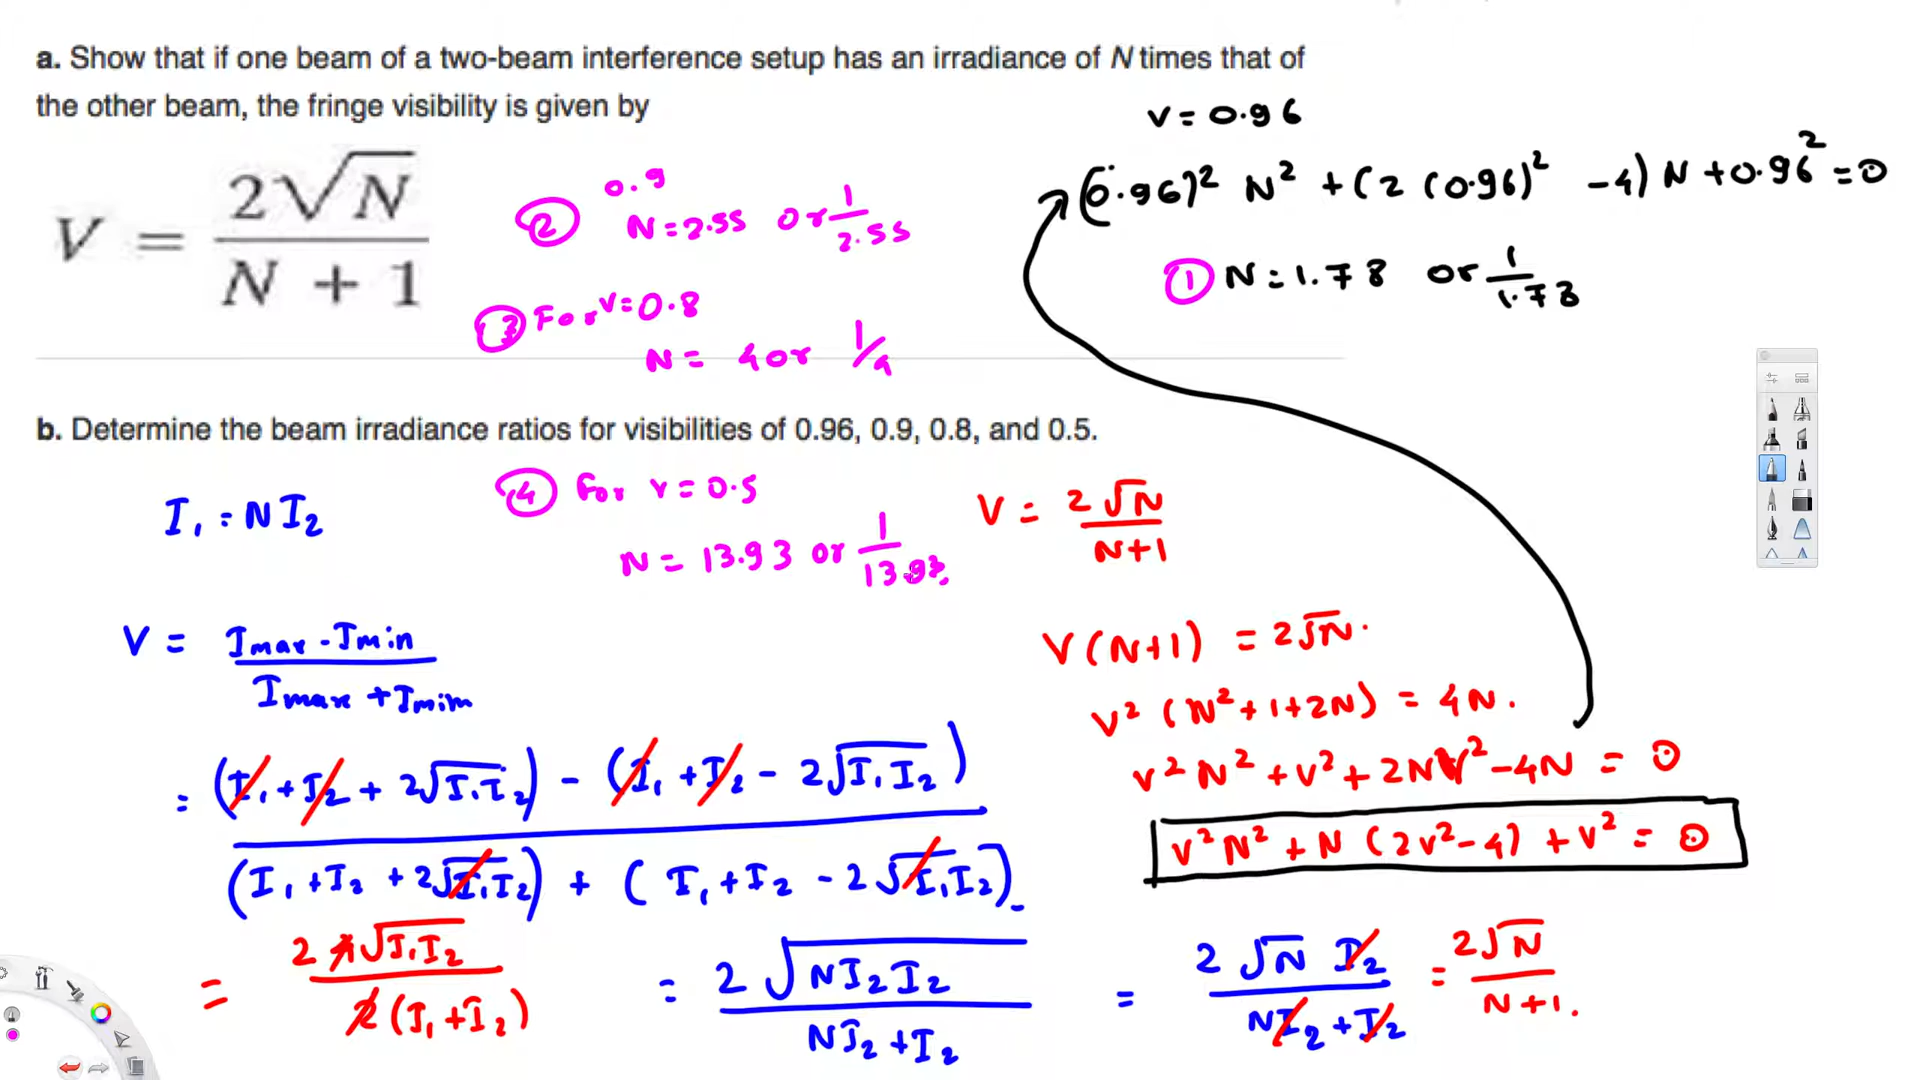 a. Show that if one beam of a two-beam interference setup has an irradiance of N times that of
the other beam, the fringe visibility is given by
V = 2√N / N + 1
② 0.9
N = 2.55 or 1/2.55
③ For V = 0.8
N = 4 or 1/4
V = 0.96
(0.96)² N² + (2 (0.96)² - 4) N + 0.96² = 0
① N = 1.78 or 1/1.78
b. Determine the beam irradiance ratios for visibilities of 0.96, 0.9, 0.8, and 0.5.
I₁ = N I₂
④ For V = 0.5
N = 13.93 or 1/13.93
V = Imax - Imin / Imax + Imin
= (I₁ + I₂ + 2√I₁I₂) - (I₁ + I₂ - 2√I₁I₂) / (I₁ + I₂ + 2√I₁I₂) + (I₁ + I₂ - 2√I₁I₂)
V = 2√N / N+1
V (N+1) = 2√N.
V² (N² + 1 + 2N) = 4N.
V²N² + V² + 2NV² - 4N = 0
V²N² + N (2V² - 4) + V² = 0
= 2 4√I₁I₂ / 2 (I₁ + I₂) = 2√NI₂I₂ / NI₂ + I₂ = 2√N I₂ / NI₂ + I₂ = 2√N / N+1.